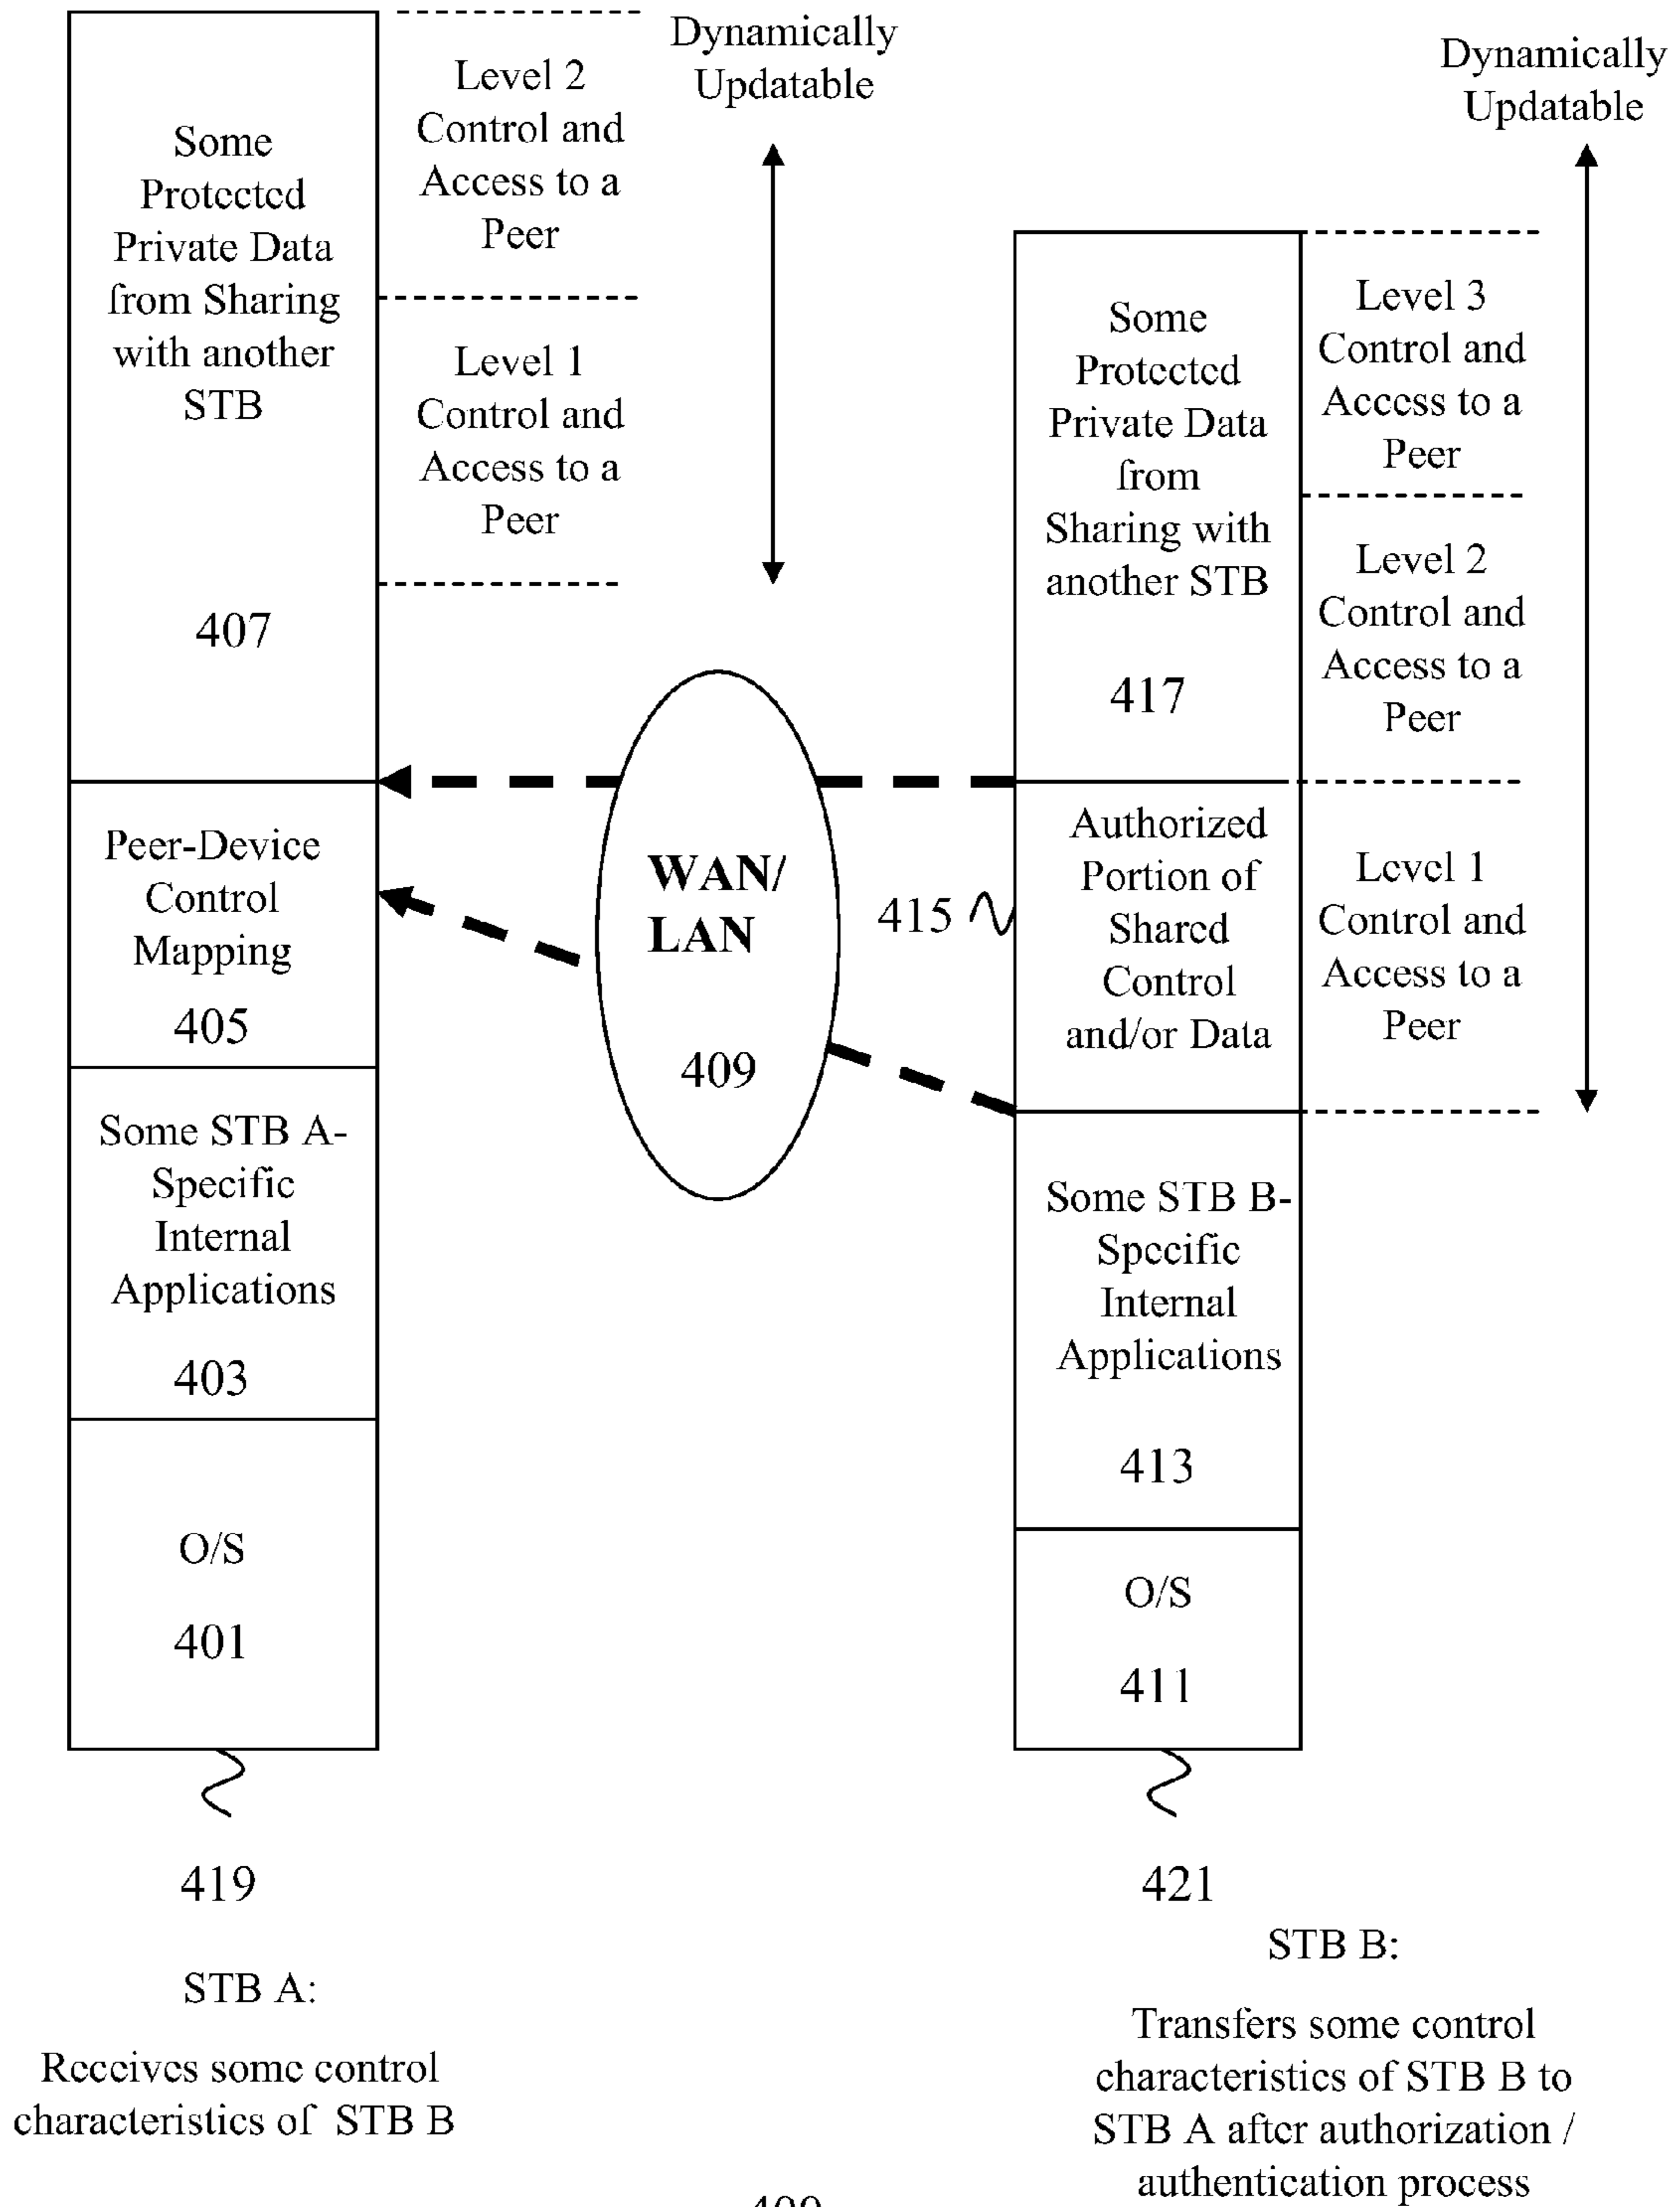 Dynamically
Updatable
Level 2
Control and
Access to a
Peer
Level 1
Control and
Access to a
Peer
Some
Protected
Private Data
from Sharing
with another
STB
407
Peer-Device
Control
Mapping
405
Some STB A-
Specific
Internal
Applications
403
O/S
401
419
STB A:
Receives some control
characteristics of STB B
WAN/
LAN
409
Dynamically
Updatable
Some
Protected
Private Data
from
Sharing with
another STB
417
Level 3
Control and
Access to a
Peer
Level 2
Control and
Access to a
Peer
415
Authorized
Portion of
Shared
Control
and/or Data
Level 1
Control and
Access to a
Peer
Some STB B-
Specific
Internal
Applications
413
O/S
411
421
STB B:
Transfers some control
characteristics of STB B to
STB A after authorization /
authentication process